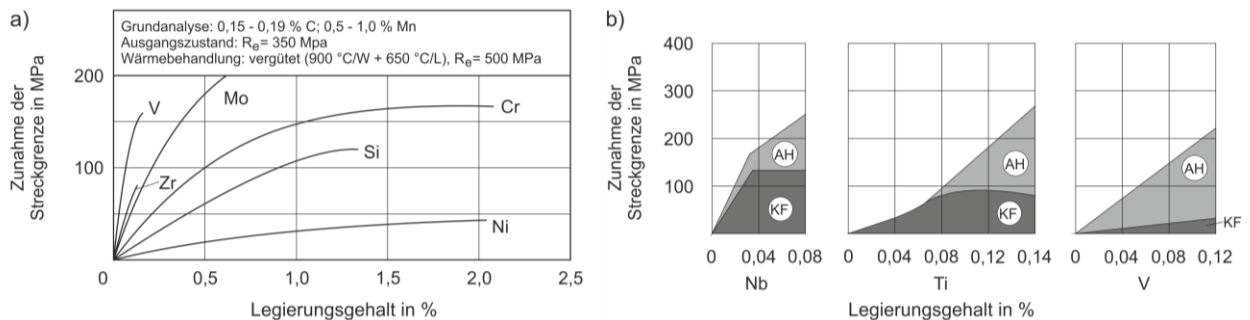 a)
Grundanalyse: 0,15 - 0,19 % C; 0,5 - 1,0 % Mn
Ausgangszustand: Re= 350 Mpa
Wärmebehandlung: vergütet (900 °C/W + 650 °C/L), Re= 500 MPa
Zunahme der
Streckgrenze in MPa
200
100
0
V
Mo
Cr
Zr
Si
Ni
0,5
1,0
1,5
2,0
2,5
Legierungsgehalt in %
b)
Zunahme der
Streckgrenze in MPa
400
300
200
100
0
AH
KF
0 0,04 0,08
Nb
AH
KF
0 0,04 0,08 0,12 0,14
Ti
AH
KF
0 0,04 0,08 0,12
V
Legierungsgehalt in %